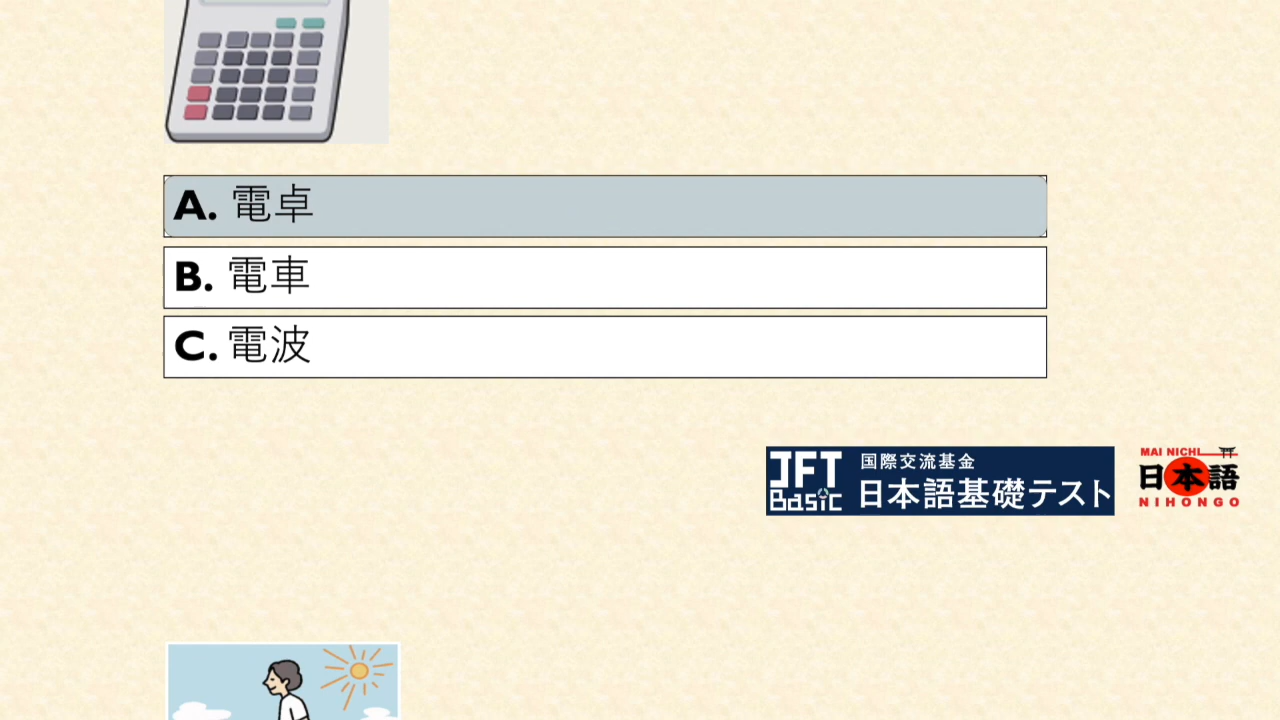 A. 電卓
B. 電車
C. 電波
JFT Basic
国際交流基金
日本語基礎テスト
MAI NICHI
日本語
NIHONGO